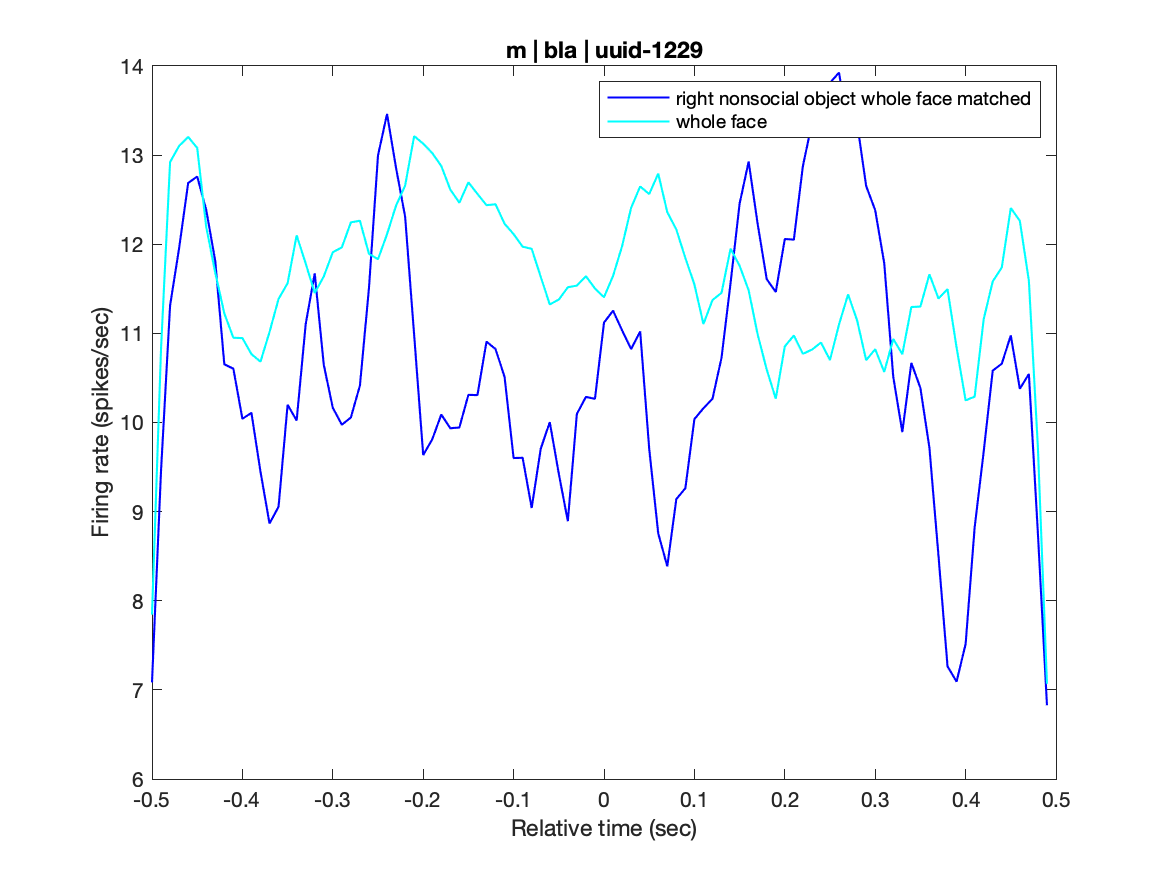 m | bla | uuid-1229
right nonsocial object whole face matched
whole face
14
13
12
11
10
9
8
7
6
Firing rate (spikes/sec)
-0.5 -0.4 -0.3 -0.2 -0.1 0 0.1 0.2 0.3 0.4 0.5
Relative time (sec)